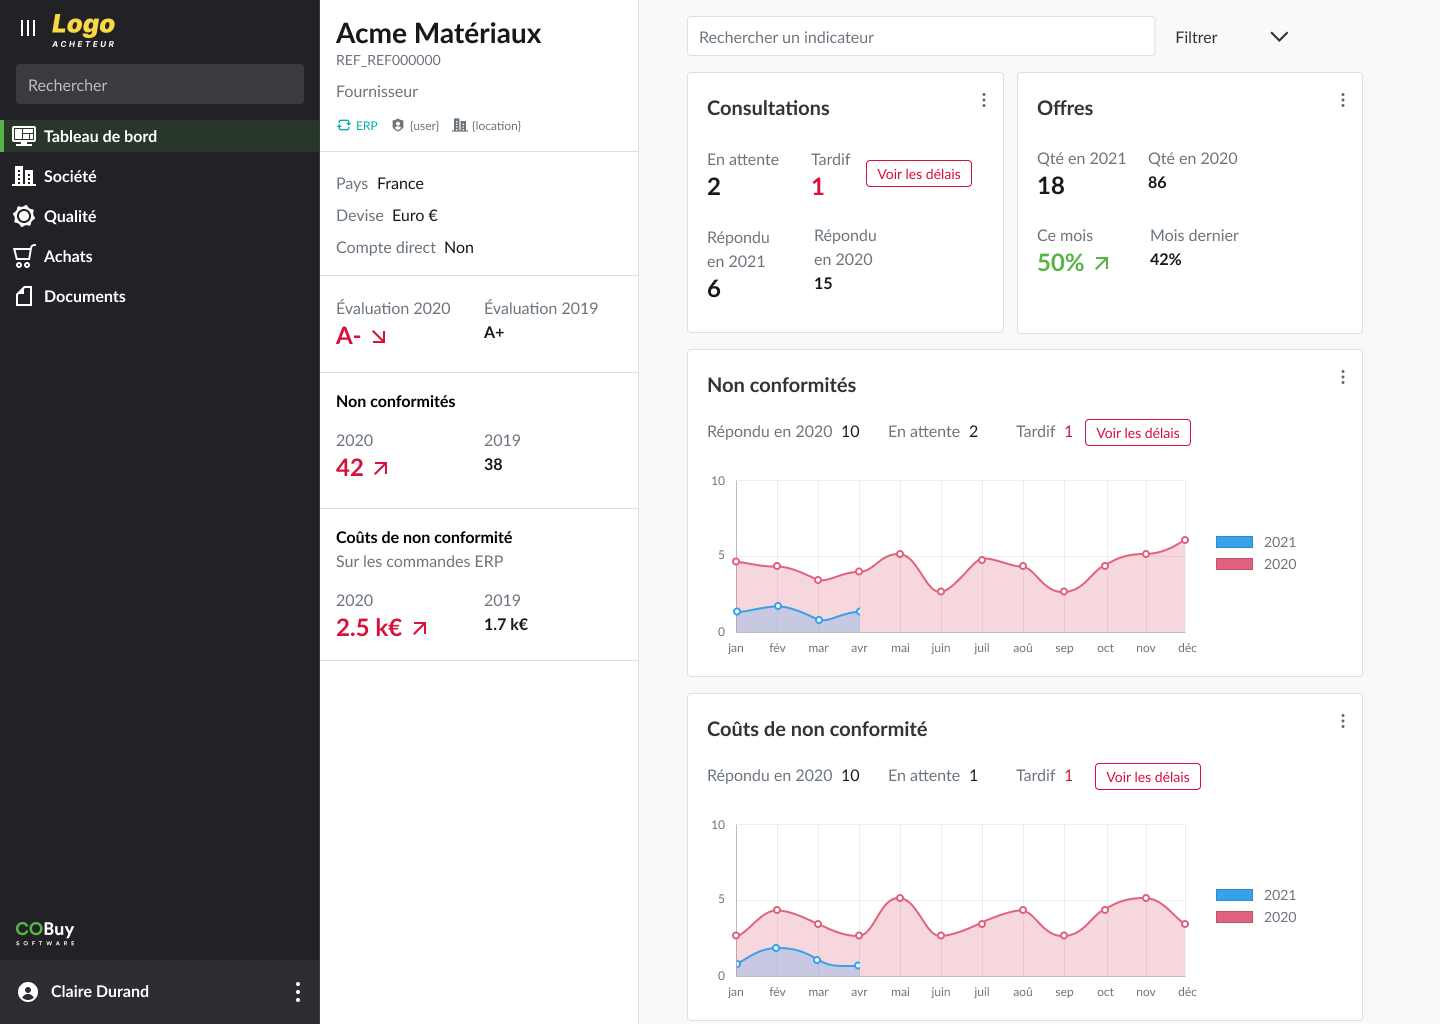 Logo
ACHETEUR
Rechercher
Tableau de bord
Société
Qualité
Achats
Documents
COBuy
SOFTWARE
Claire Durand
Acme Matériaux
REF_REF000000
Fournisseur
ERP {user} {location}
Pays France
Devise Euro €
Compte direct Non
Évaluation 2020 Évaluation 2019
A- A+
Non conformités
2020 2019
42 38
Coûts de non conformité
Sur les commandes ERP
2020 2019
2.5 k€ 1.7 k€
Rechercher un indicateur Filtrer
Consultations
En attente Tardif
2 1 Voir les délais
Répondu Répondu
en 2021 en 2020
6 15
Offres
Qté en 2021 Qté en 2020
18 86
Ce mois Mois dernier
50% 42%
Non conformités
Répondu en 2020 10 En attente 2 Tardif 1 Voir les délais
10
5
0
jan fév mar avr mai juin juil aoû sep oct nov déc
2021
2020
Coûts de non conformité
Répondu en 2020 10 En attente 1 Tardif 1 Voir les délais
10
5
0
jan fév mar avr mai juin juil aoû sep oct nov déc
2021
2020